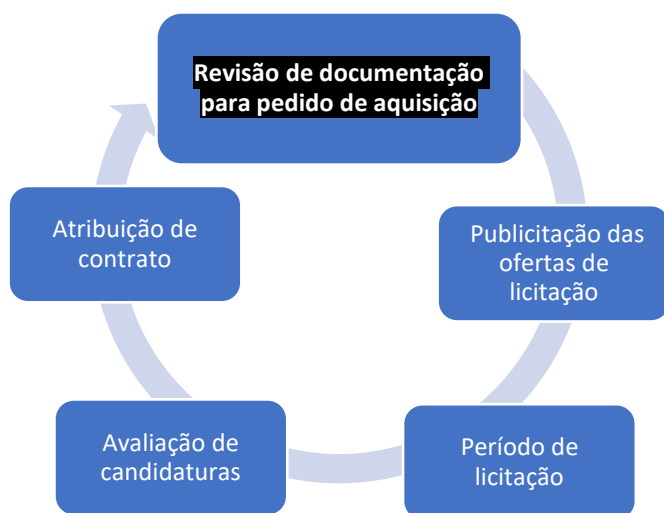 Revisão de documentação
para pedido de aquisição
Publicitação das
ofertas de
licitação
Período de
licitação
Avaliação de
candidaturas
Atribuição de
contrato